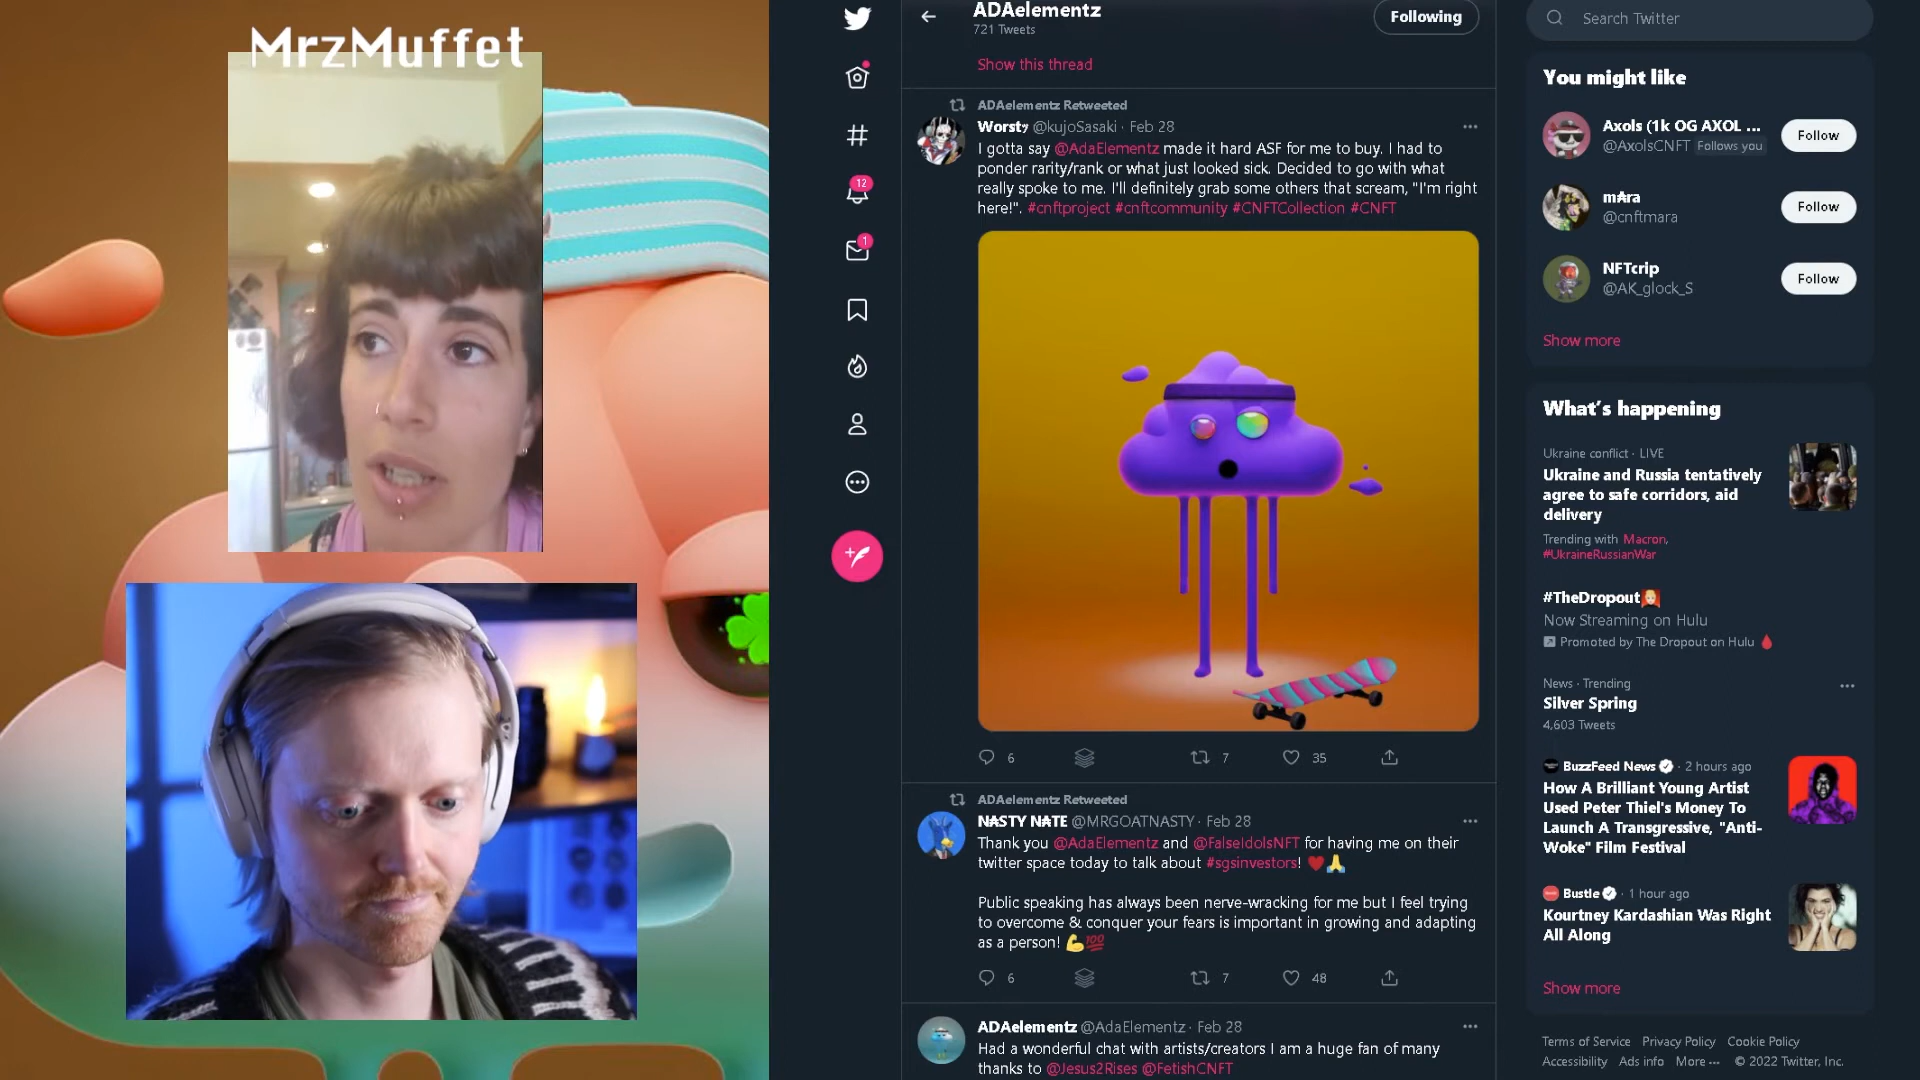 MrzMuffet
ADAelementz
721 Tweets
Following
Show this thread
ADAelementz Retweeted
Worsty @kujoSasaki · Feb 28
I gotta say @AdaElementz made it hard ASF for me to buy. I had to
ponder rarity/rank or what just looked sick. Decided to go with what
really spoke to me. I'll definitely grab some others that scream, "I'm right
here!". #cnftproject #cnftcommunity #CNFTCollection #CNFT
6
7
35
ADAelementz Retweeted
N₳STY N₳TE @MRGOATNASTY · Feb 28
Thank you @AdaElementz and @FalseIdolsNFT for having me on their
twitter space today to talk about #sgsinvestors! ♥️🙏
Public speaking has always been nerve-wracking for me but I feel trying
to overcome & conquer your fears is important in growing and adapting
as a person! 💪💯
6
7
48
ADAelementz @AdaElementz · Feb 28
Had a wonderful chat with artists/creators I am a huge fan of many
thanks to @Jesus2Rises @FetishCNFT
12
1
Search Twitter
You might like
Axols (1k OG AXOL ...
@AxolsCNFT Follows you
Follow
m₳ra
@cnftmara
Follow
NFTcrip
@AK_glock_S
Follow
Show more
What's happening
Ukraine conflict · LIVE
Ukraine and Russia tentatively
agree to safe corridors, aid
delivery
Trending with Macron,
#UkraineRussianWar
#TheDropout
Now Streaming on Hulu
Promoted by The Dropout on Hulu 🩸
News · Trending
Silver Spring
4,603 Tweets
BuzzFeed News · 2 hours ago
How A Brilliant Young Artist
Used Peter Thiel's Money To
Launch A Transgressive, "Anti-
Woke" Film Festival
Bustle · 1 hour ago
Kourtney Kardashian Was Right
All Along
Show more
Terms of Service Privacy Policy Cookie Policy
Accessibility Ads info More ··· © 2022 Twitter, Inc.